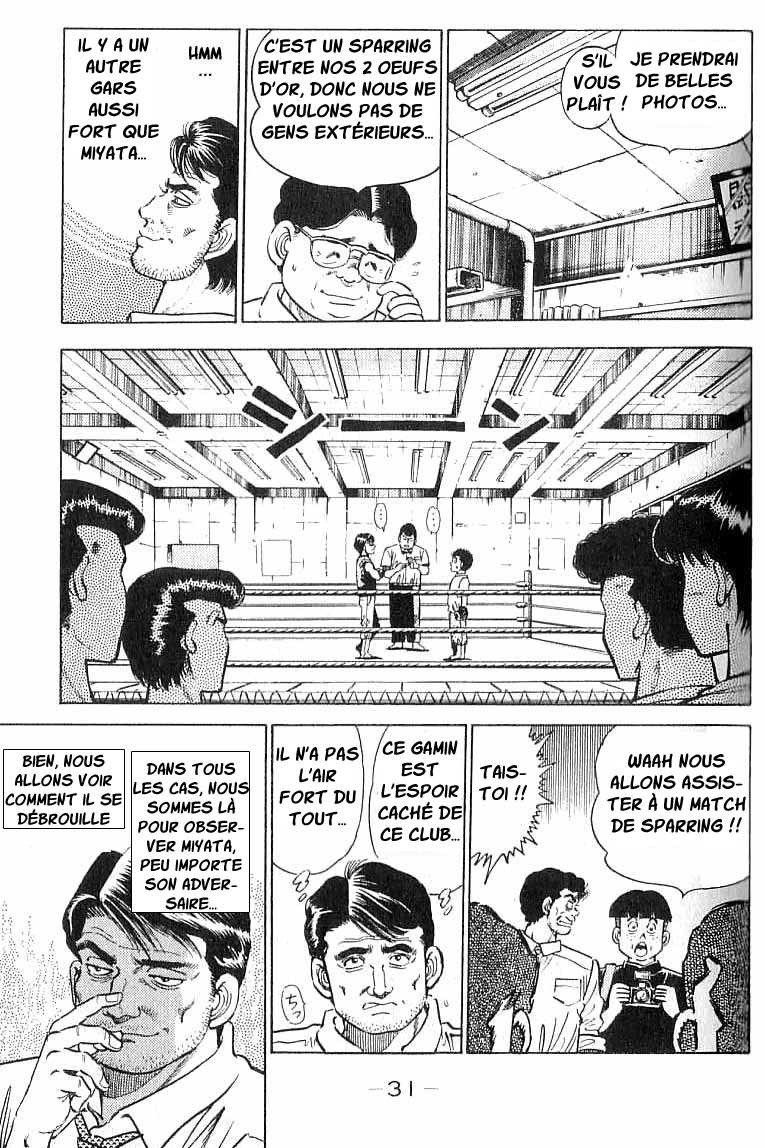 JE PRENDRAI
DE BELLES
PHOTOS...
S'IL
VOUS
PLAÎT !
C'EST UN SPARRING
ENTRE NOS 2 OEUFS
D'OR, DONC NOUS NE
VOULONS PAS DE
GENS EXTÉRIEURS...
HMM
...
IL Y A UN
AUTRE
GARS
AUSSI
FORT QUE
MIYATA...
シーン
WAAH NOUS
ALLONS ASSIS-
TER À UN MATCH
DE SPARRING !!
TAIS-
TOI !!
CE GAMIN
EST
L'ESPOIR
CACHÉ DE
CE CLUB...
IL N'A PAS
L'AIR
FORT DU
TOUT...
DANS TOUS
LES CAS, NOUS
SOMMES LÀ
POUR OBSER-
VER MIYATA,
PEU IMPORTE
SON ADVER-
SAIRE...
BIEN, NOUS
ALLONS VOIR
COMMENT IL SE
DÉBROUILLE
— 31 —